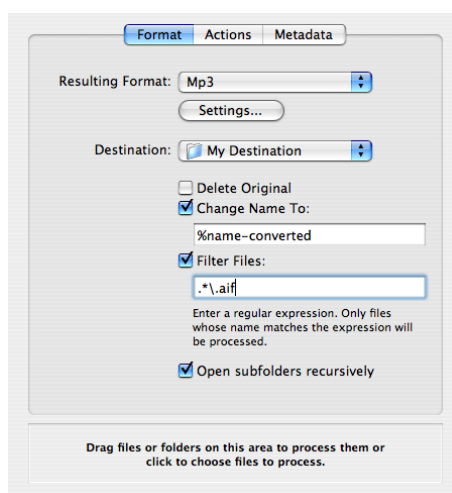 Format Actions Metadata
Resulting Format: Mp3
Settings...
Destination: My Destination
Delete Original
Change Name To:
%name-converted
Filter Files:
.*\.aif
Enter a regular expression. Only files
whose name matches the expression will
be processed.
Open subfolders recursively
Drag files or folders on this area to process them or
click to choose files to process.